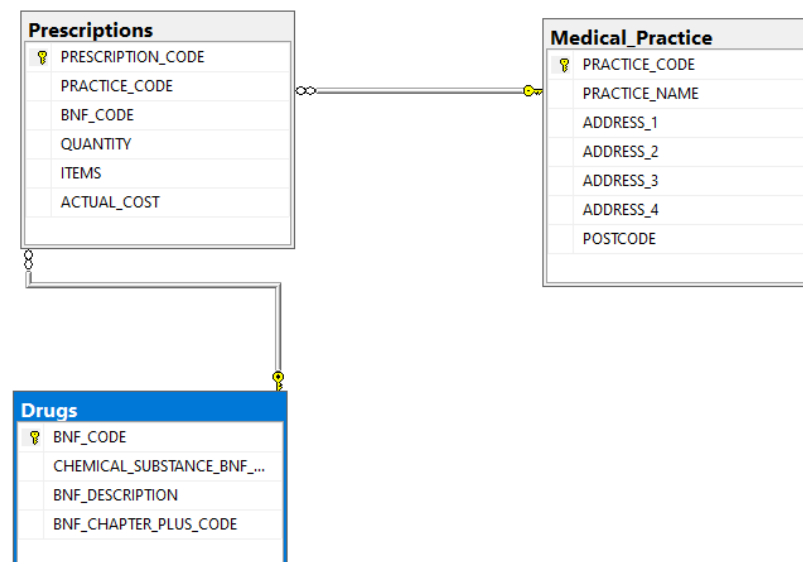 Prescriptions
PRESCRIPTION_CODE
PRACTICE_CODE
BNF_CODE
QUANTITY
ITEMS
ACTUAL_COST
Medical_Practice
PRACTICE_CODE
PRACTICE_NAME
ADDRESS_1
ADDRESS_2
ADDRESS_3
ADDRESS_4
POSTCODE
Drugs
BNF_CODE
CHEMICAL_SUBSTANCE_BNF_...
BNF_DESCRIPTION
BNF_CHAPTER_PLUS_CODE